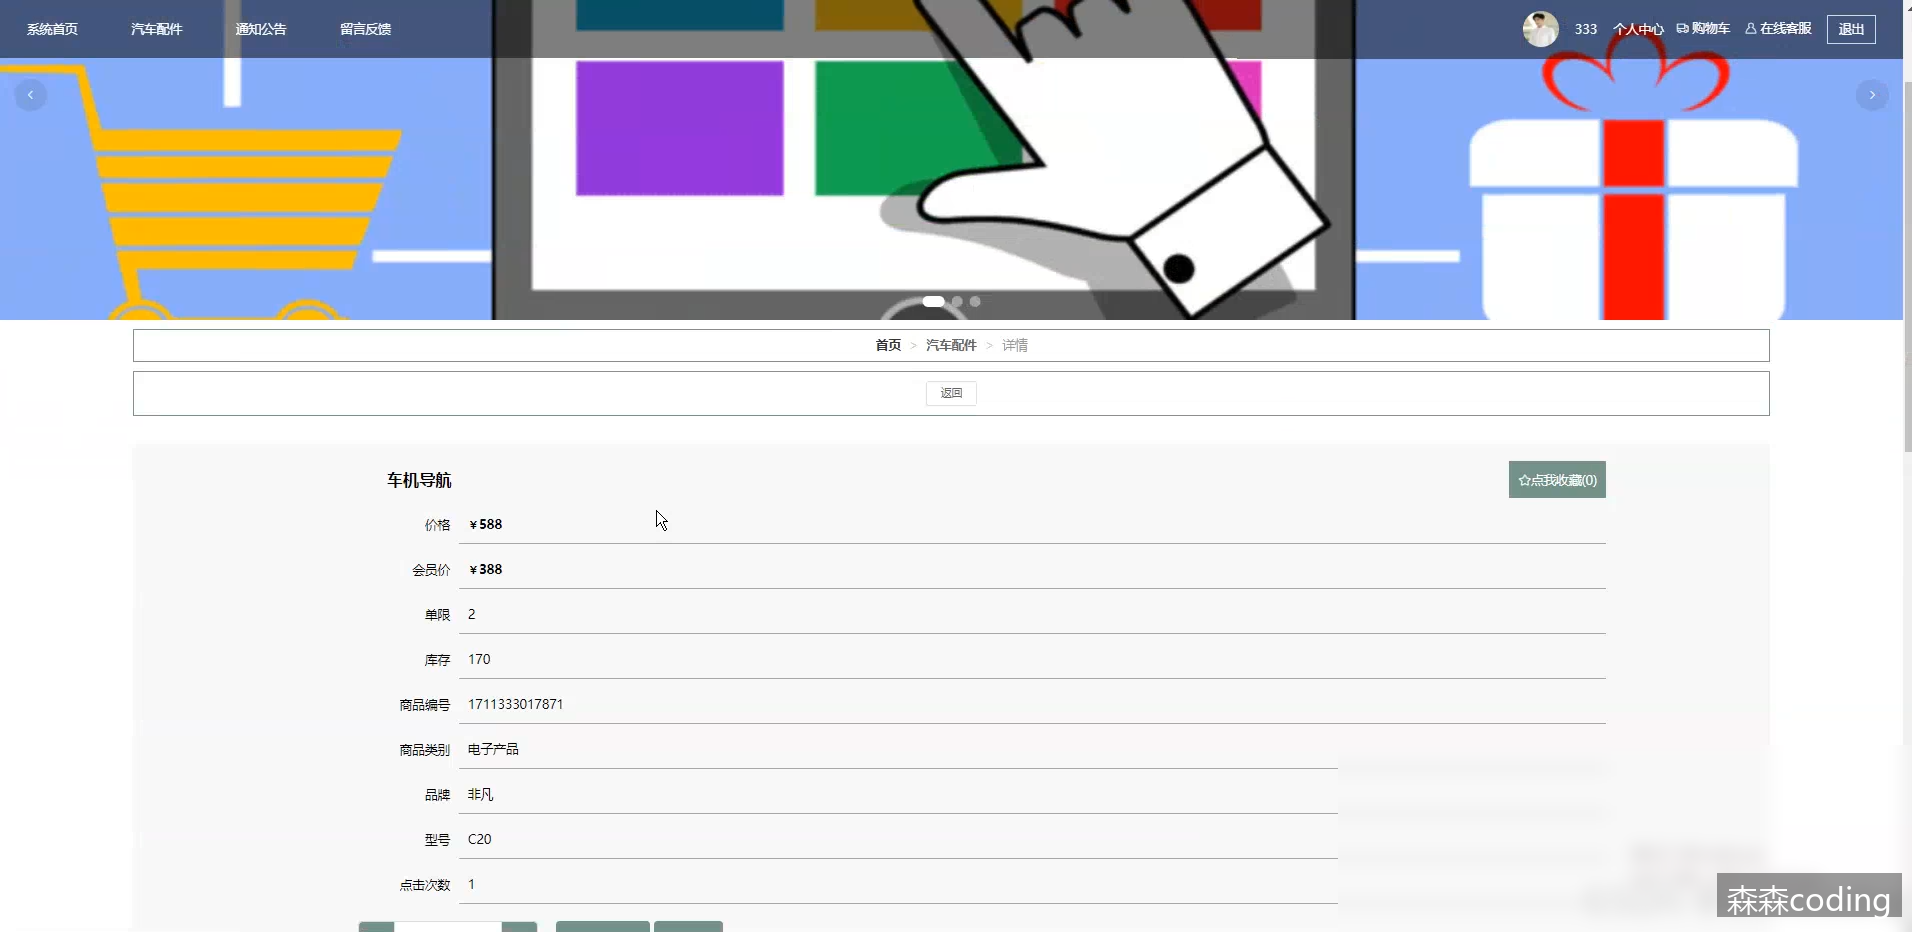 系统首页 汽车配件 通知公告 留言反馈 333 个人中心 购物车 在线客服 退出
首页 > 汽车配件 > 详情
返回
车机导航 点我收藏(0)
价格 ¥588
会员价 ¥388
单限 2
库存 170
商品编号 1711333017871
商品类别 电子产品
品牌 非凡
型号 C20
点击次数 1
森森coding